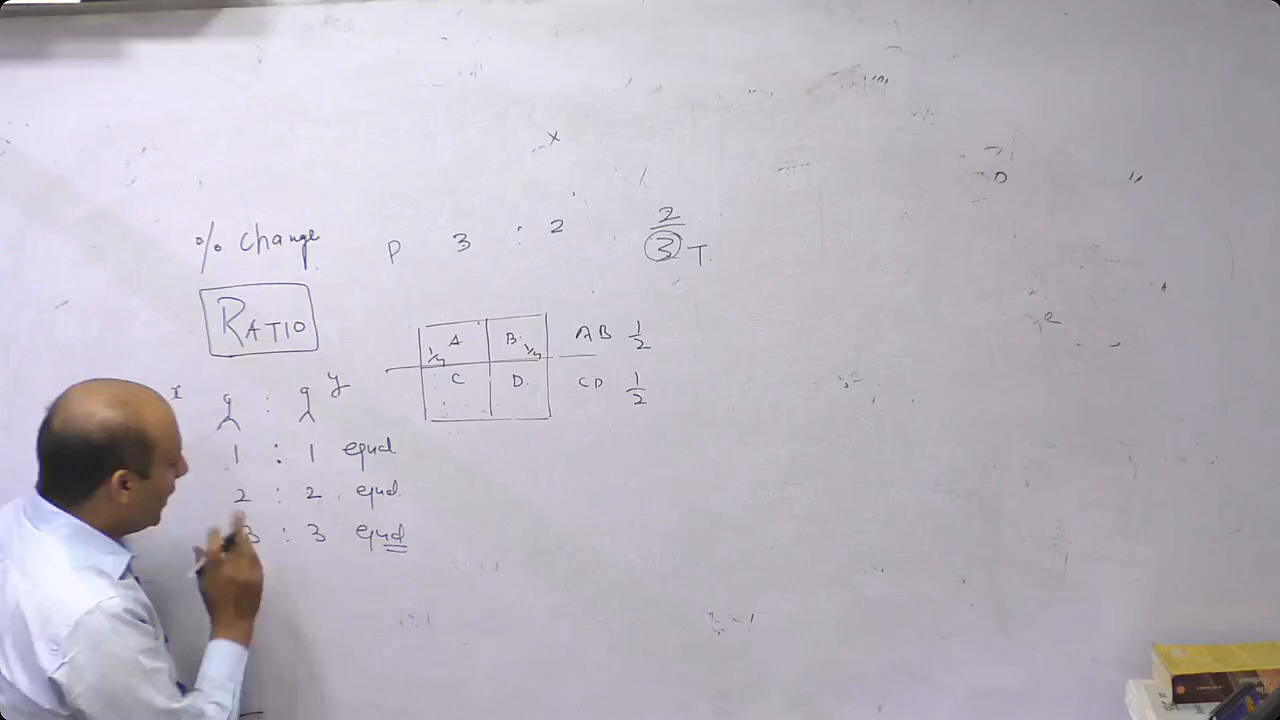 % Change P 3 : 2 2/3 T.
RATIO
A B. AB 1/2
1/4 1/4
C D. CD 1/2
x : y
1 : 1 equal
2 : 2 equal
3 : 3 equal